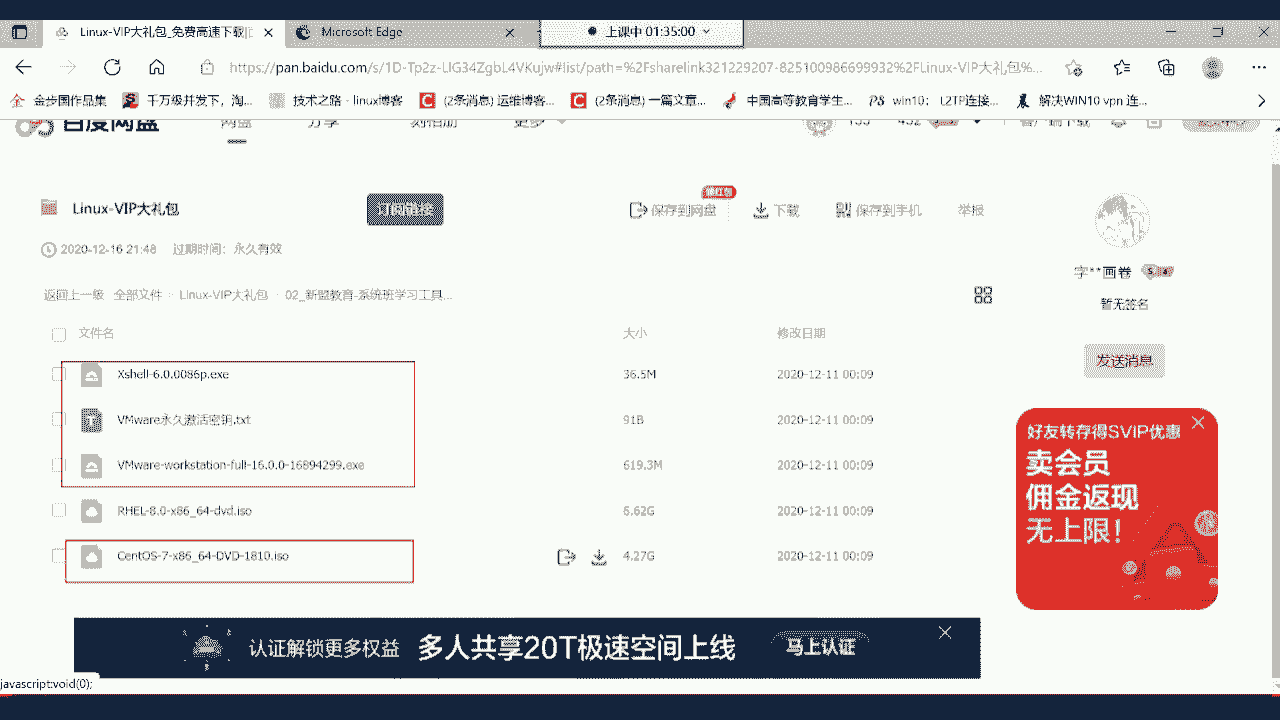 Linux-VIP大礼包_免费高速下载
Microsoft Edge
上课中 01:35:00
https://pan.baidu.com/s/1D-Tp2z-UG34ZgbL4VKujw#list/path=%2Fsharelink321229207-825100986699932%2FLinux-VIP大礼包%...
金步国作品集
千万级并发下，淘...
技术之路 - linux博客
(2条消息) 运维博客...
(2条消息) 一篇文章...
中国高等教育学生...
win10： L2TP连接...
解决WIN10 vpn 连...
百度网盘
网盘
分享
更多
Linux-VIP大礼包
保存到网盘
下载
保存到手机
举报
2020-12-16 21:48 过期时间：永久有效
字**画卷
返回上一级 全部文件 Linux-VIP大礼包 02_新盟教育-系统班学习工具...
暂无签名
文件名 大小 修改日期
发送消息
Xshell-6.0.0086p.exe 36.5M 2020-12-11 00:09
VMware永久激活密钥.txt 91B 2020-12-11 00:09
VMware-workstation-full-16.0.0-16894299.exe 619.3M 2020-12-11 00:09
RHEL-8.0-x86_64-dvd.iso 6.62G 2020-12-11 00:09
CentOS-7-x86_64-DVD-1810.iso 4.27G 2020-12-11 00:09
好友转存得SVIP优惠
卖会员
佣金返现
无上限！
认证解锁更多权益 多人共享20T极速空间上线 马上认证
javascript:void(0);